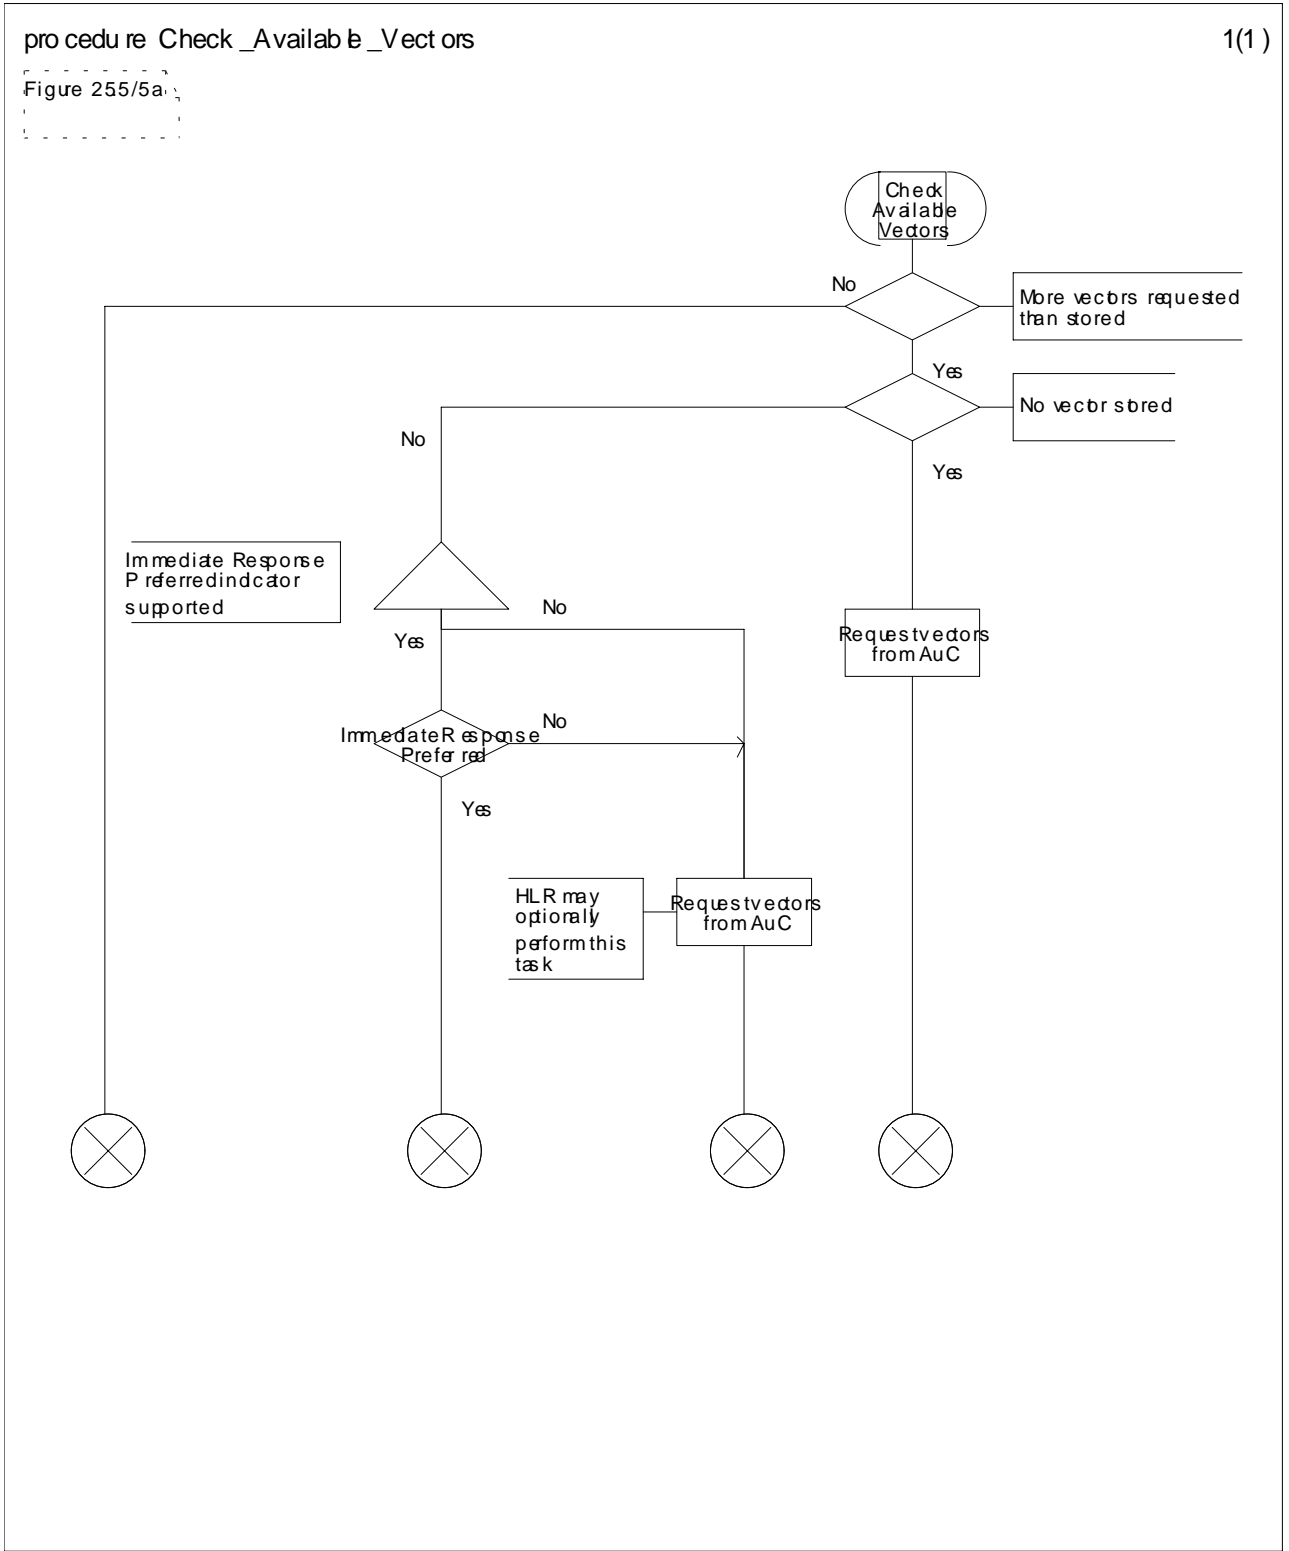 procedure Check_Available_Vectors
1(1)
Figure 25.5/5a
Check
Available
Vectors
No
More vectors requested
than stored
Yes
No vector stored
No
Yes
Immediate Response
Preferred indicator
supported
No
Yes
Request vectors
from AuC
Immediate Response
Preferred
No
Yes
HLR may
optionally
perform this
task
Request vectors
from AuC